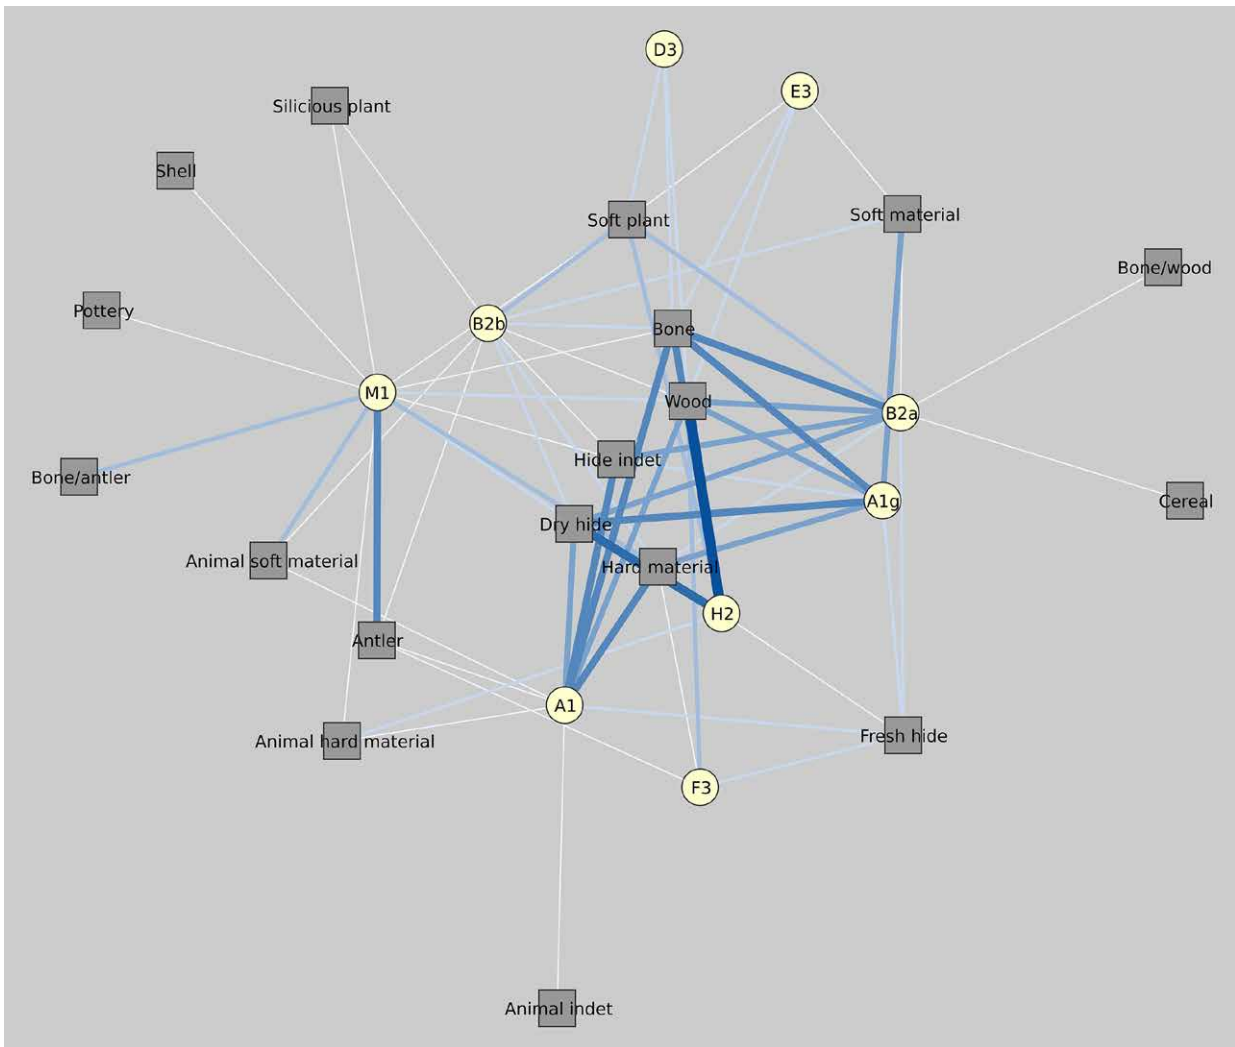 D3
E3
Silicious plant
Shell
Soft plant
Soft material
Bone/wood
Pottery
B2b
Bone
M1
Wood
B2a
Hide indet
Bone/antler
A1g
Cereal
Dry hide
Animal soft material
Hard material
H2
Antler
A1
Animal hard material
Fresh hide
F3
Animal indet